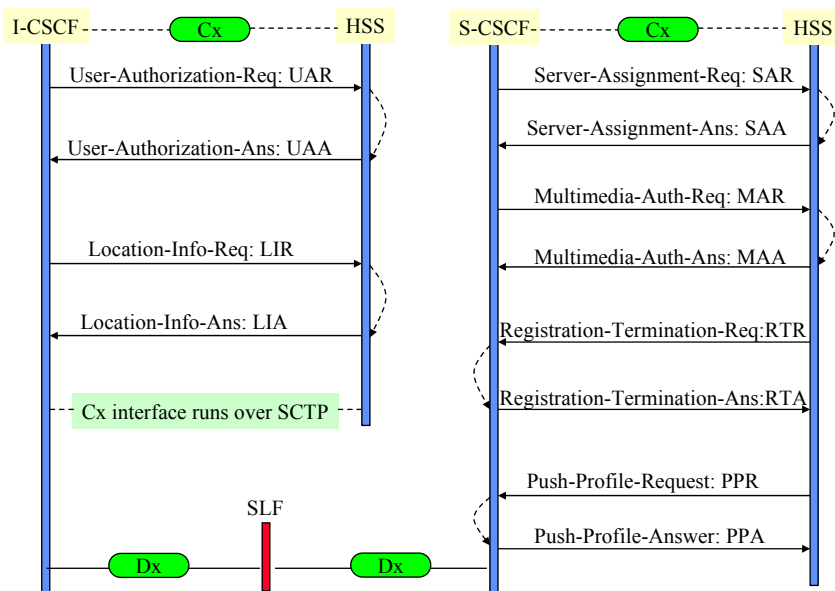 I-CSCF
Cx
HSS
User-Authorization-Req: UAR
User-Authorization-Ans: UAA
Location-Info-Req: LIR
Location-Info-Ans: LIA
Cx interface runs over SCTP
SLF
Dx
Dx
S-CSCF
Cx
HSS
Server-Assignment-Req: SAR
Server-Assignment-Ans: SAA
Multimedia-Auth-Req: MAR
Multimedia-Auth-Ans: MAA
Registration-Termination-Req:RTR
Registration-Termination-Ans:RTA
Push-Profile-Request: PPR
Push-Profile-Answer: PPA